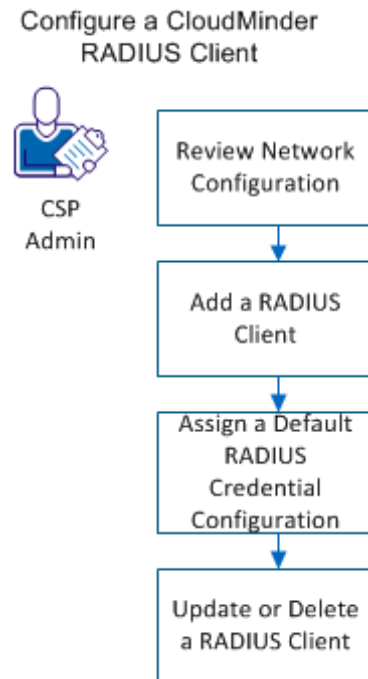 Configure a CloudMinder
RADIUS Client
CSP
Admin
Review Network
Configuration
Add a RADIUS
Client
Assign a Default
RADIUS
Credential
Configuration
Update or Delete
a RADIUS Client